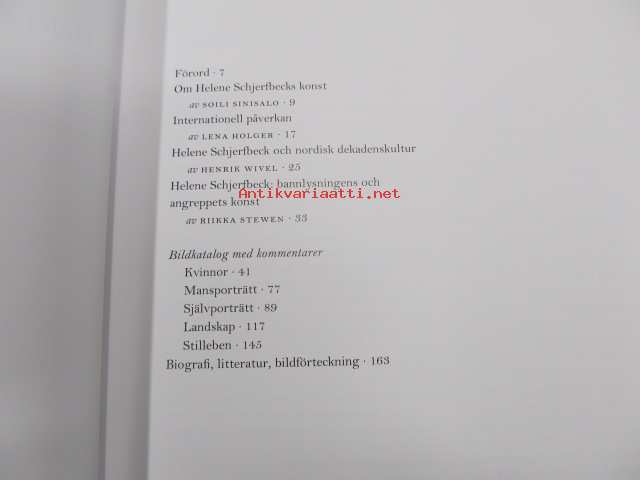 Förord · 7
Om Helene Schjerfbecks konst
av SOILI SINISALO · 9
Internationell påverkan
av LENA HOLGER · 17
Helene Schjerfbeck och nordisk dekadenskultur
av HENRIK WIVEL · 25
Helene Schjerfbeck: bannlysningens och
Antikvariaatti.net
angreppets konst
av RIIKKA STEWEN · 33
Bildkatalog med kommentarer
Kvinnor · 41
Mansporträtt · 77
Självporträtt · 89
Landskap · 117
Stilleben · 145
Biografi, litteratur, bildförteckning · 163